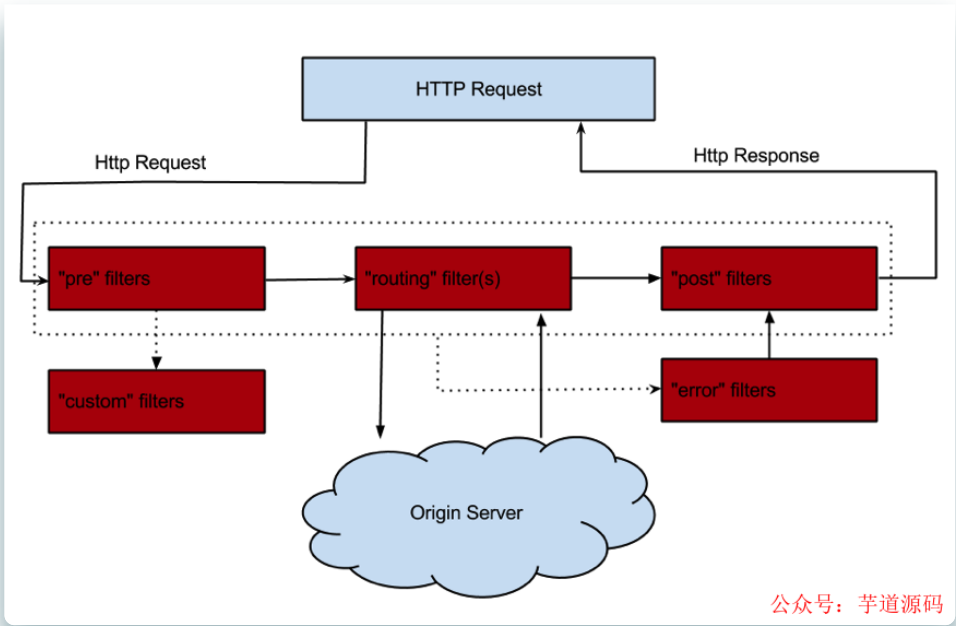 HTTP Request
Http Request
Http Response
"pre" filters
"routing" filter(s)
"post" filters
"custom" filters
"error" filters
Origin Server
公众号：芋道源码